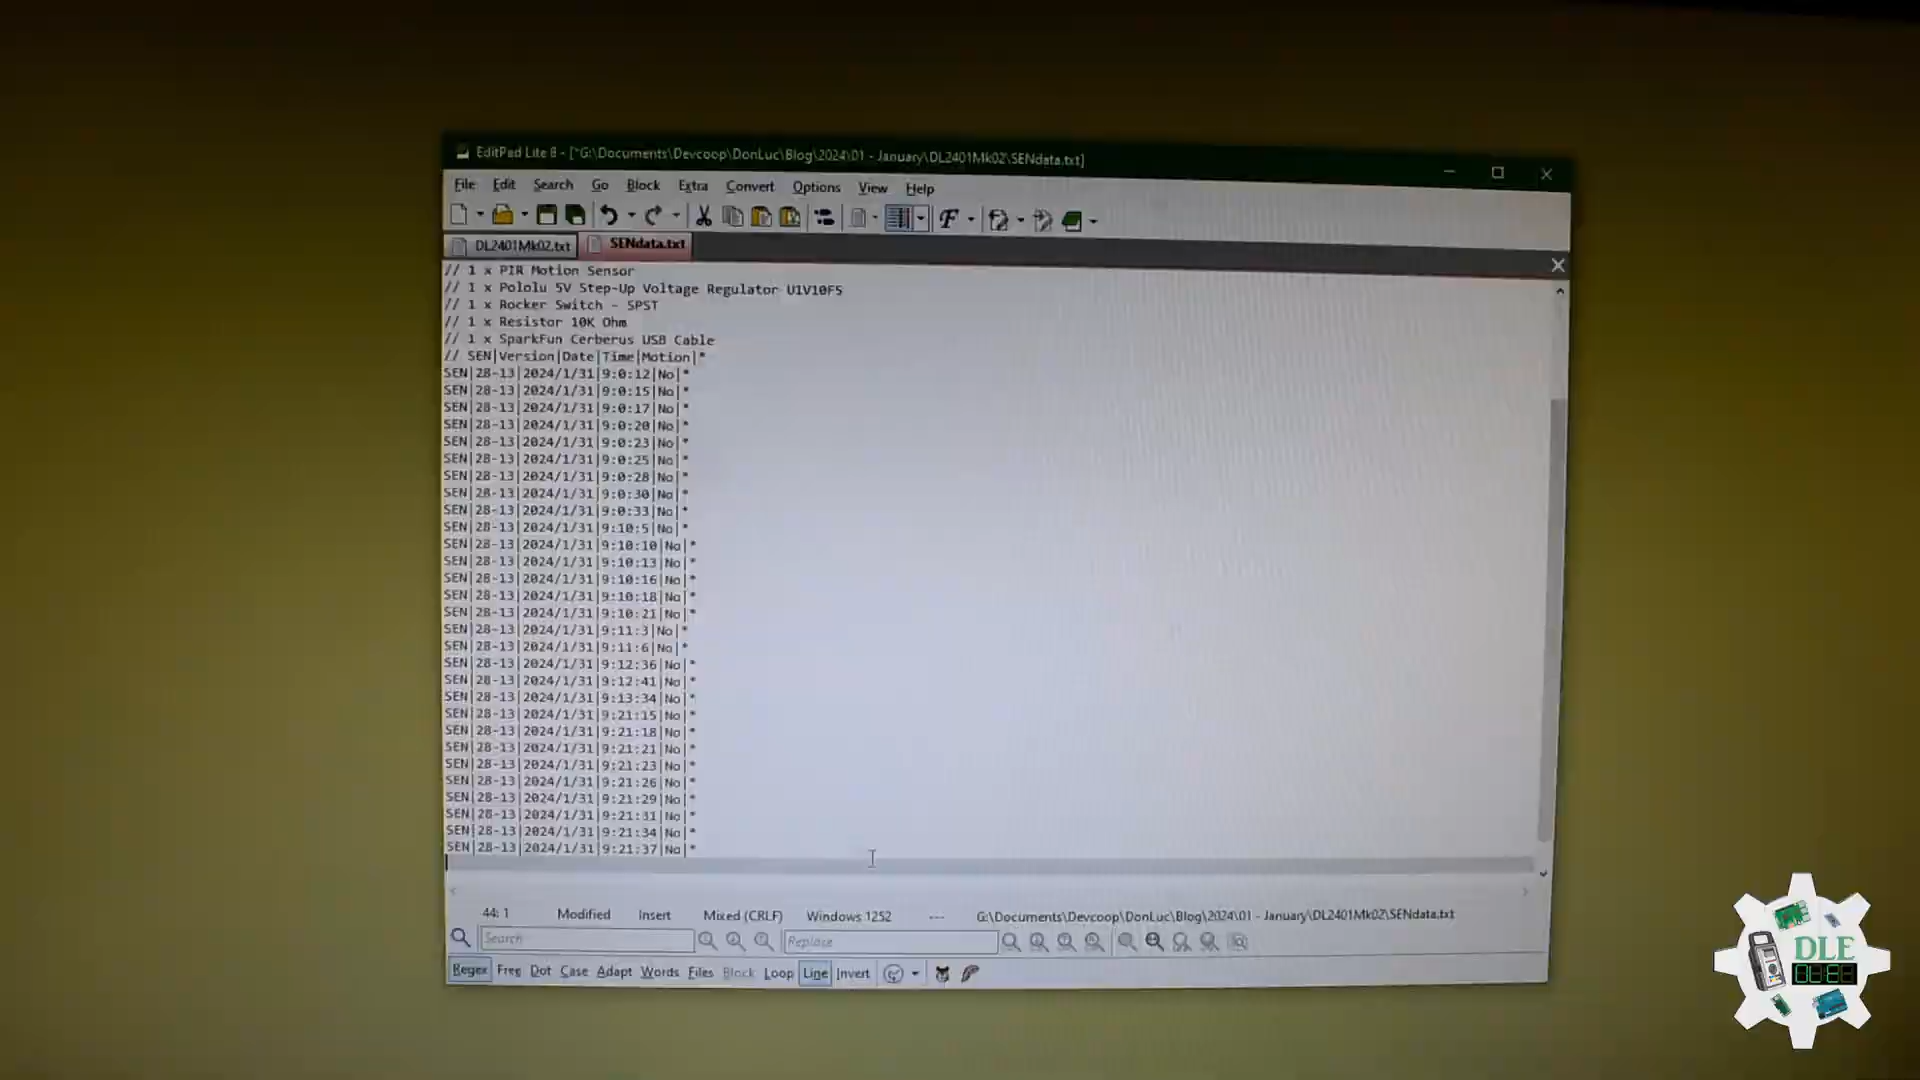 EditPad Lite 8 - [*G:\Documents\Devcoop\DonLuc\Blog\2024\01 - January\DL2401Mk02\SENdata.txt]
File Edit Search Go Block Extra Convert Options View Help
DL2401Mk02.txt SENdata.txt
// 1 x PIR Motion Sensor
// 1 x Pololu 5V Step-Up Voltage Regulator U1V10F5
// 1 x Rocker Switch - SPST
// 1 x Resistor 10K Ohm
// 1 x SparkFun Cerberus USB Cable
// SEN|Version|Date|Time|Motion|*
SEN|28-13|2024/1/31|9:0:12|No|*
SEN|28-13|2024/1/31|9:0:15|No|*
SEN|28-13|2024/1/31|9:0:17|No|*
SEN|28-13|2024/1/31|9:0:20|No|*
SEN|28-13|2024/1/31|9:0:23|No|*
SEN|28-13|2024/1/31|9:0:25|No|*
SEN|28-13|2024/1/31|9:0:28|No|*
SEN|28-13|2024/1/31|9:0:30|No|*
SEN|28-13|2024/1/31|9:0:33|No|*
SEN|28-13|2024/1/31|9:10:5|No|*
SEN|28-13|2024/1/31|9:10:10|No|*
SEN|28-13|2024/1/31|9:10:13|No|*
SEN|28-13|2024/1/31|9:10:16|No|*
SEN|28-13|2024/1/31|9:10:18|No|*
SEN|28-13|2024/1/31|9:10:21|No|*
SEN|28-13|2024/1/31|9:11:3|No|*
SEN|28-13|2024/1/31|9:11:6|No|*
SEN|28-13|2024/1/31|9:12:36|No|*
SEN|28-13|2024/1/31|9:12:41|No|*
SEN|28-13|2024/1/31|9:13:34|No|*
SEN|28-13|2024/1/31|9:21:15|No|*
SEN|28-13|2024/1/31|9:21:18|No|*
SEN|28-13|2024/1/31|9:21:21|No|*
SEN|28-13|2024/1/31|9:21:23|No|*
SEN|28-13|2024/1/31|9:21:26|No|*
SEN|28-13|2024/1/31|9:21:29|No|*
SEN|28-13|2024/1/31|9:21:31|No|*
SEN|28-13|2024/1/31|9:21:34|No|*
SEN|28-13|2024/1/31|9:21:37|No|*
44: 1 Modified Insert Mixed (CRLF) Windows 1252 --- G:\Documents\Devcoop\DonLuc\Blog\2024\01 - January\DL2401Mk02\SENdata.txt
Search Replace
Regex Free Dot Case Adapt Words Files Block Loop Line Invert
DLE